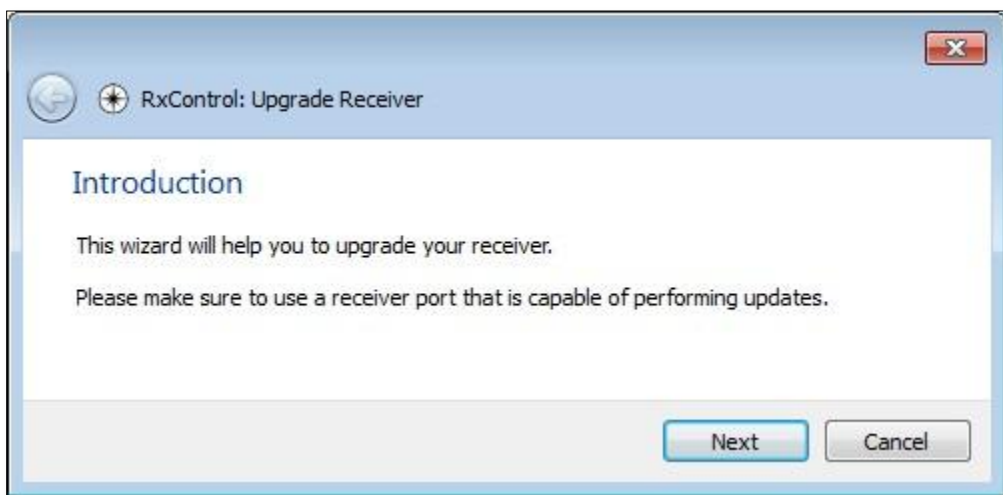 RxControl: Upgrade Receiver
Introduction
This wizard will help you to upgrade your receiver.
Please make sure to use a receiver port that is capable of performing updates.
Next
Cancel